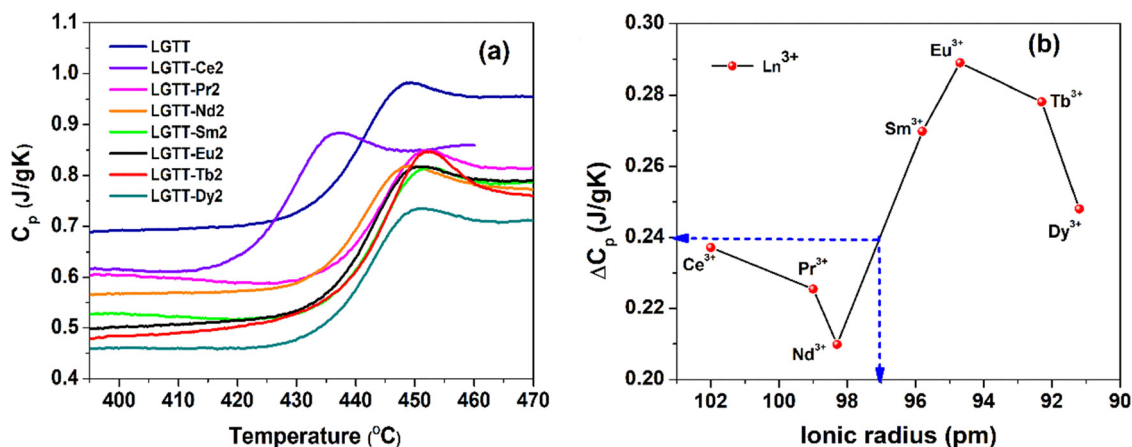 (a)
LGTT
LGTT-Ce2
LGTT-Pr2
LGTT-Nd2
LGTT-Sm2
LGTT-Eu2
LGTT-Tb2
LGTT-Dy2
1.1
1.0
0.9
0.8
0.7
0.6
0.5
0.4
Cp (J/gK)
400 410 420 430 440 450 460 470
Temperature (°C)
(b)
Ln3+
Eu3+
Tb3+
Sm3+
Dy3+
Ce3+
Pr3+
Nd3+
0.30
0.28
0.26
0.24
0.22
0.20
ΔCp (J/gK)
102 100 98 96 94 92 90
Ionic radius (pm)